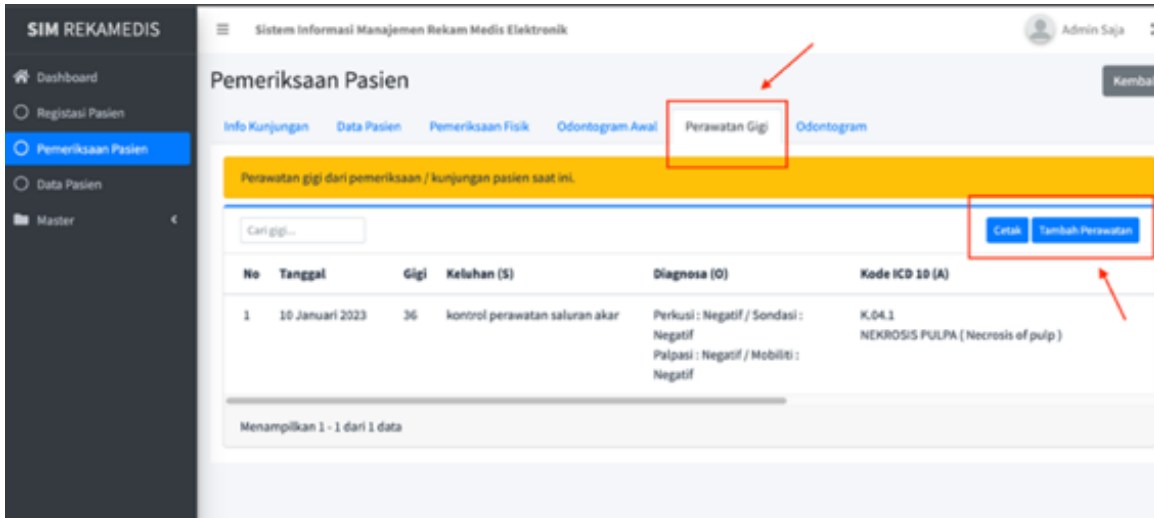 SIM REKAMEDIS
Sistem Informasi Manajemen Rekam Medis Elektronik
Admin Saja
Dashboard
Registasi Pasien
Pemeriksaan Pasien
Data Pasien
Master
Pemeriksaan Pasien
Kembali
Info Kunjungan Data Pasien Pemeriksaan Fisik Odontogram Awal Perawatan Gigi Odontogram
Perawatan gigi dari pemeriksaan / kunjungan pasien saat ini.
Cari gigi...
Cetak Tambah Perawatan
No Tanggal Gigi Keluhan (S) Diagnosa (O) Kode ICD 10 (A)
1 10 Januari 2023 36 kontrol perawatan saluran akar
Perkusi : Negatif / Sondasi :
Negatif
Palpasi : Negatif / Mobiliti :
Negatif
K.04.1
NEKROSIS PULPA ( Necrosis of pulp )
Menampilkan 1 - 1 dari 1 data